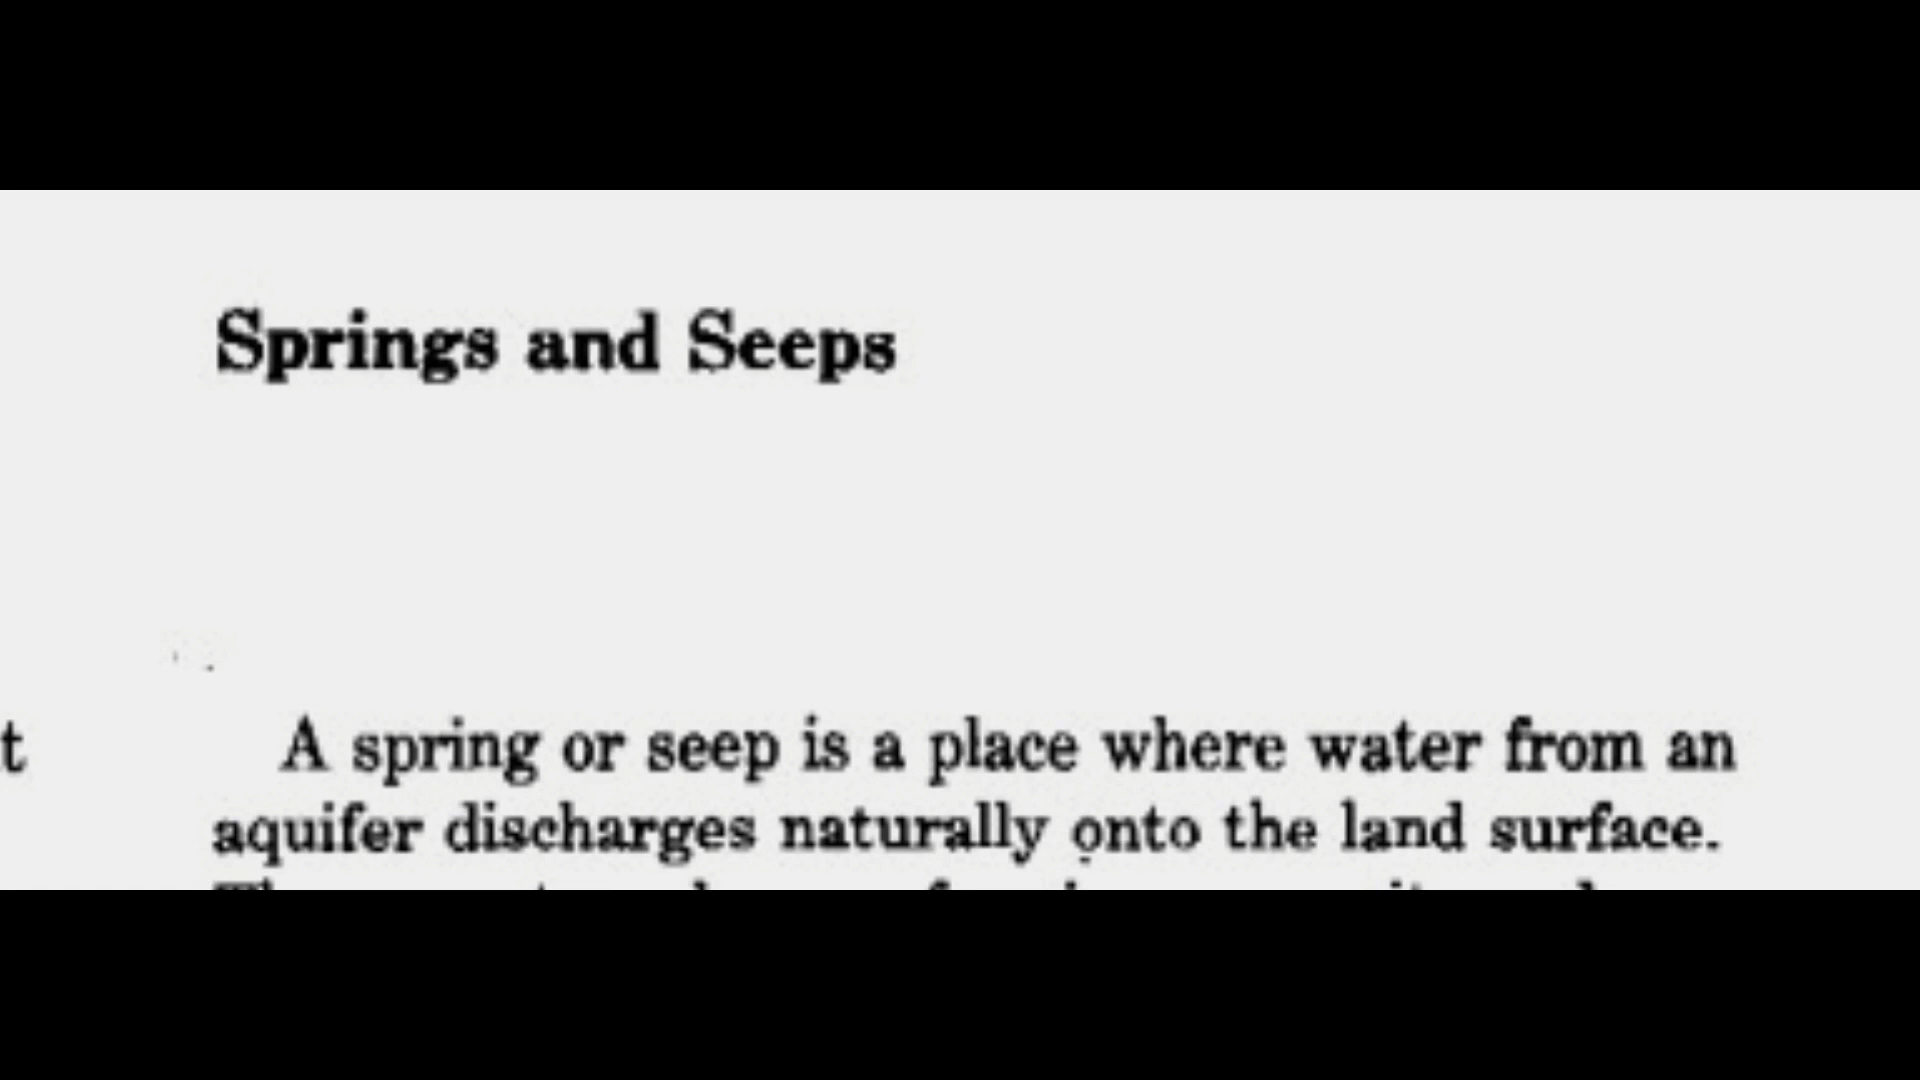 Springs and Seeps
t
A spring or seep is a place where water from an
aquifer discharges naturally onto the land surface.